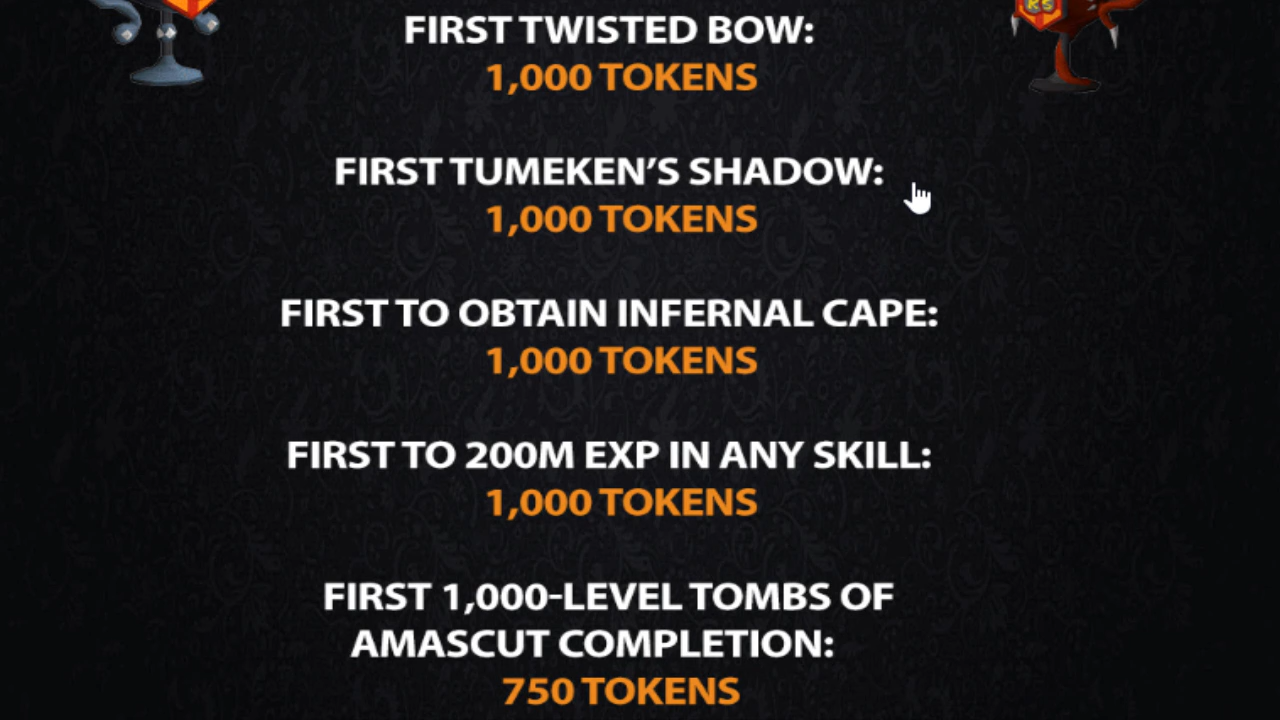 FIRST TWISTED BOW:
1,000 TOKENS
FIRST TUMEKEN'S SHADOW:
1,000 TOKENS
FIRST TO OBTAIN INFERNAL CAPE:
1,000 TOKENS
FIRST TO 200M EXP IN ANY SKILL:
1,000 TOKENS
FIRST 1,000-LEVEL TOMBS OF
AMASCUT COMPLETION:
750 TOKENS